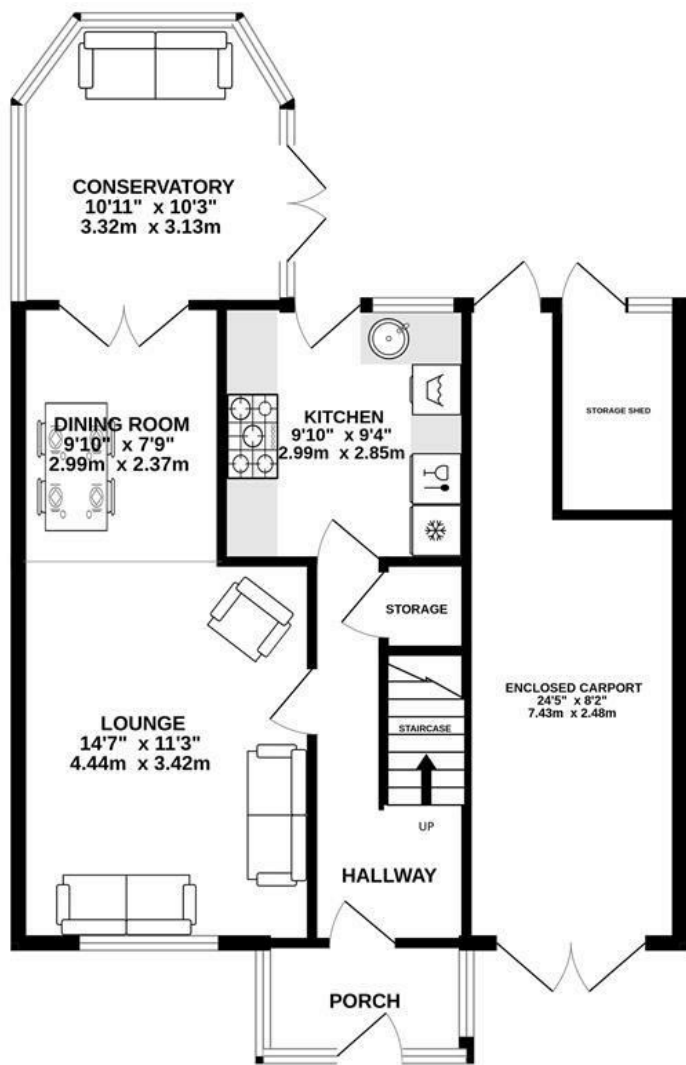 CONSERVATORY
10'11" x 10'3"
3.32m x 3.13m
DINING ROOM
9'10" x 7'9"
2.99m x 2.37m
KITCHEN
9'10" x 9'4"
2.99m x 2.85m
STORAGE SHED
STORAGE
ENCLOSED CARPORT
24'5" x 8'2"
7.43m x 2.48m
LOUNGE
14'7" x 11'3"
4.44m x 3.42m
STAIRCASE
UP
HALLWAY
PORCH